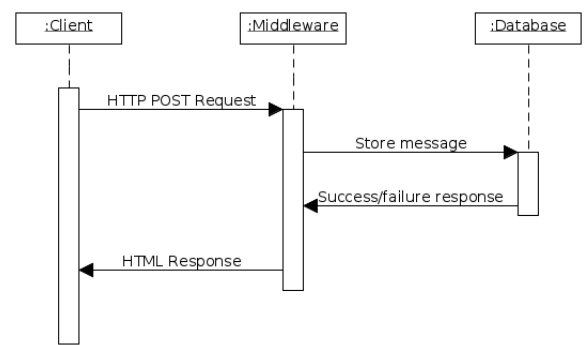 :Client
:Middleware
:Database
HTTP POST Request
Store message
Success/failure response
HTML Response